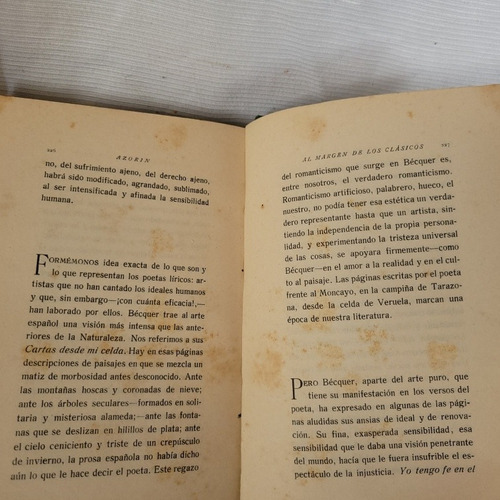 226 AZORIN
no, del sufrimiento ajeno, del derecho ajeno,
habrá sido modificado, agrandado, sublimado,
al ser intensificada y afinada la sensibilidad
humana.
FORMÉMONOS idea exacta de lo que son y
lo que representan los poetas líricos: ar-
tistas que no han cantado los ideales humanos
y que, sin embargo—¡con cuánta eficacia!,—
han laborado por ellos. Bécquer trae al arte
español una visión más intensa que las ante-
riores de la Naturaleza. Nos referimos a sus
Cartas desde mi celda. Hay en esas páginas
descripciones de paisajes en que se mezcla un
matiz de morbosidad antes desconocido. Ante
las montañas hoscas y coronadas de nieve;
ante los árboles seculares—formados en soli-
taria y misteriosa alameda;—ante las fonta-
nas que se deslizan en hilillos de plata; ante
el cielo ceniciento y triste de un crepúsculo
de invierno, la prosa española no había dicho
aún lo que le hace decir el poeta. Este regazo
AL MARGEN DE LOS CLÁSICOS 227
del romanticismo que surge en Bécquer es,
entre nosotros, el verdadero romanticismo.
Romanticismo artificioso, palabrero, hueco, el
nuestro, no podía tener esa estética un verda-
dero representante hasta que un artista, sin-
tiendo la independencia de la propia personali-
dad, y experimentando la tristeza universal
de las cosas, se apoyara firmemente—como
Bécquer—en el amor a la realidad y en el cul-
to al paisaje. Las páginas escritas por el poeta
frente al Moncayo, en la campiña de Tarazo-
na, desde la celda de Veruela, marcan una
época de nuestra literatura.
PERO Bécquer, aparte del arte puro, que
tiene su manifestación en los versos del
poeta, ha expresado en algunas de las pági-
nas aludidas sus ansias de ideal y de renova-
ción. Su fina, exasperada sensibilidad, esa
sensibilidad que le daba una visión penetrante
del mundo, hacía que le fuera insufrible el es-
pectáculo de la injusticia. Yo tengo fe en el